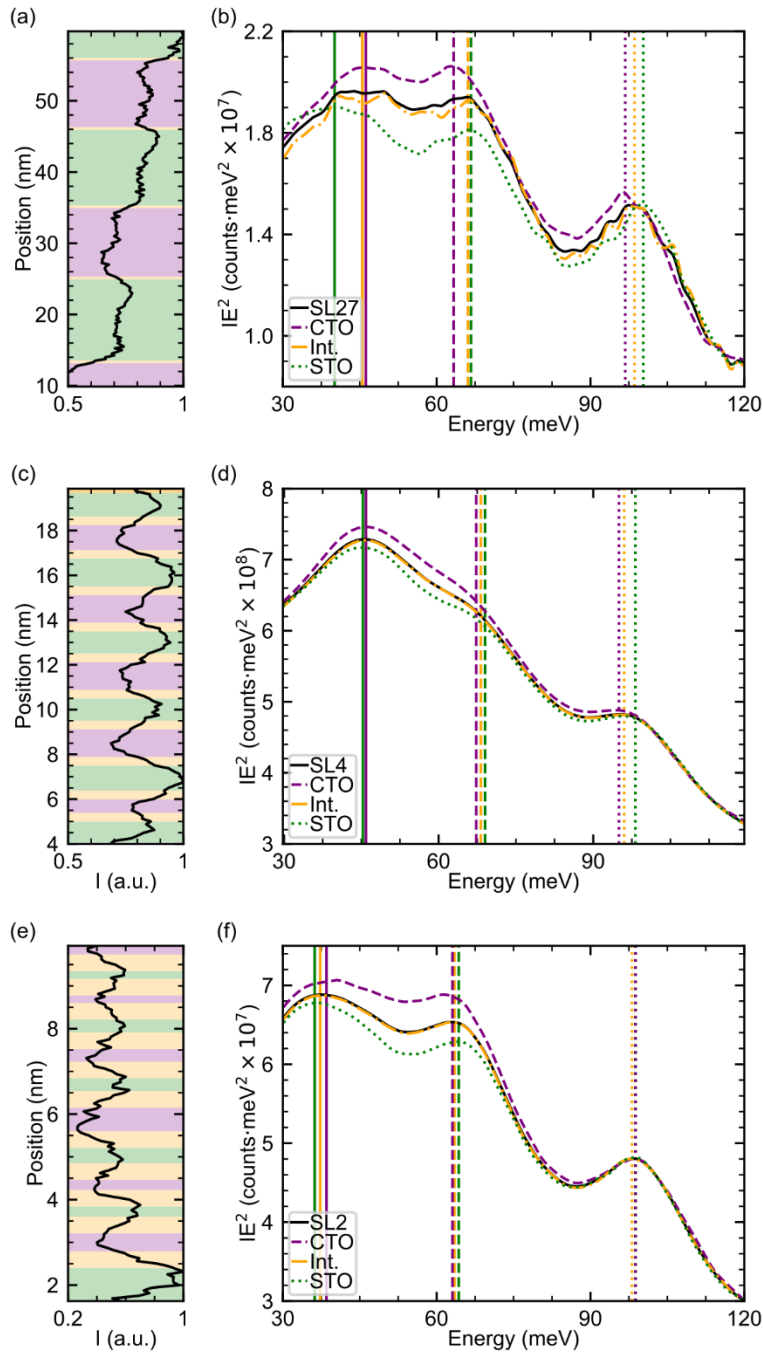 (a)
Position (nm)
50
40
30
20
10
0.5
1
(b)
IE² (counts·meV² × 10⁷)
2.2
1.8
1.4
1.0
SL27
CTO
Int.
STO
30
60
90
120
Energy (meV)
(c)
Position (nm)
18
16
14
12
10
8
6
4
0.5
1
I (a.u.)
(d)
IE² (counts·meV² × 10⁸)
8
7
6
5
4
3
SL4
CTO
Int.
STO
30
60
90
Energy (meV)
(e)
Position (nm)
8
6
4
2
0.2
1
I (a.u.)
(f)
IE² (counts·meV² × 10⁷)
7
6
5
4
3
SL2
CTO
Int.
STO
30
60
90
120
Energy (meV)